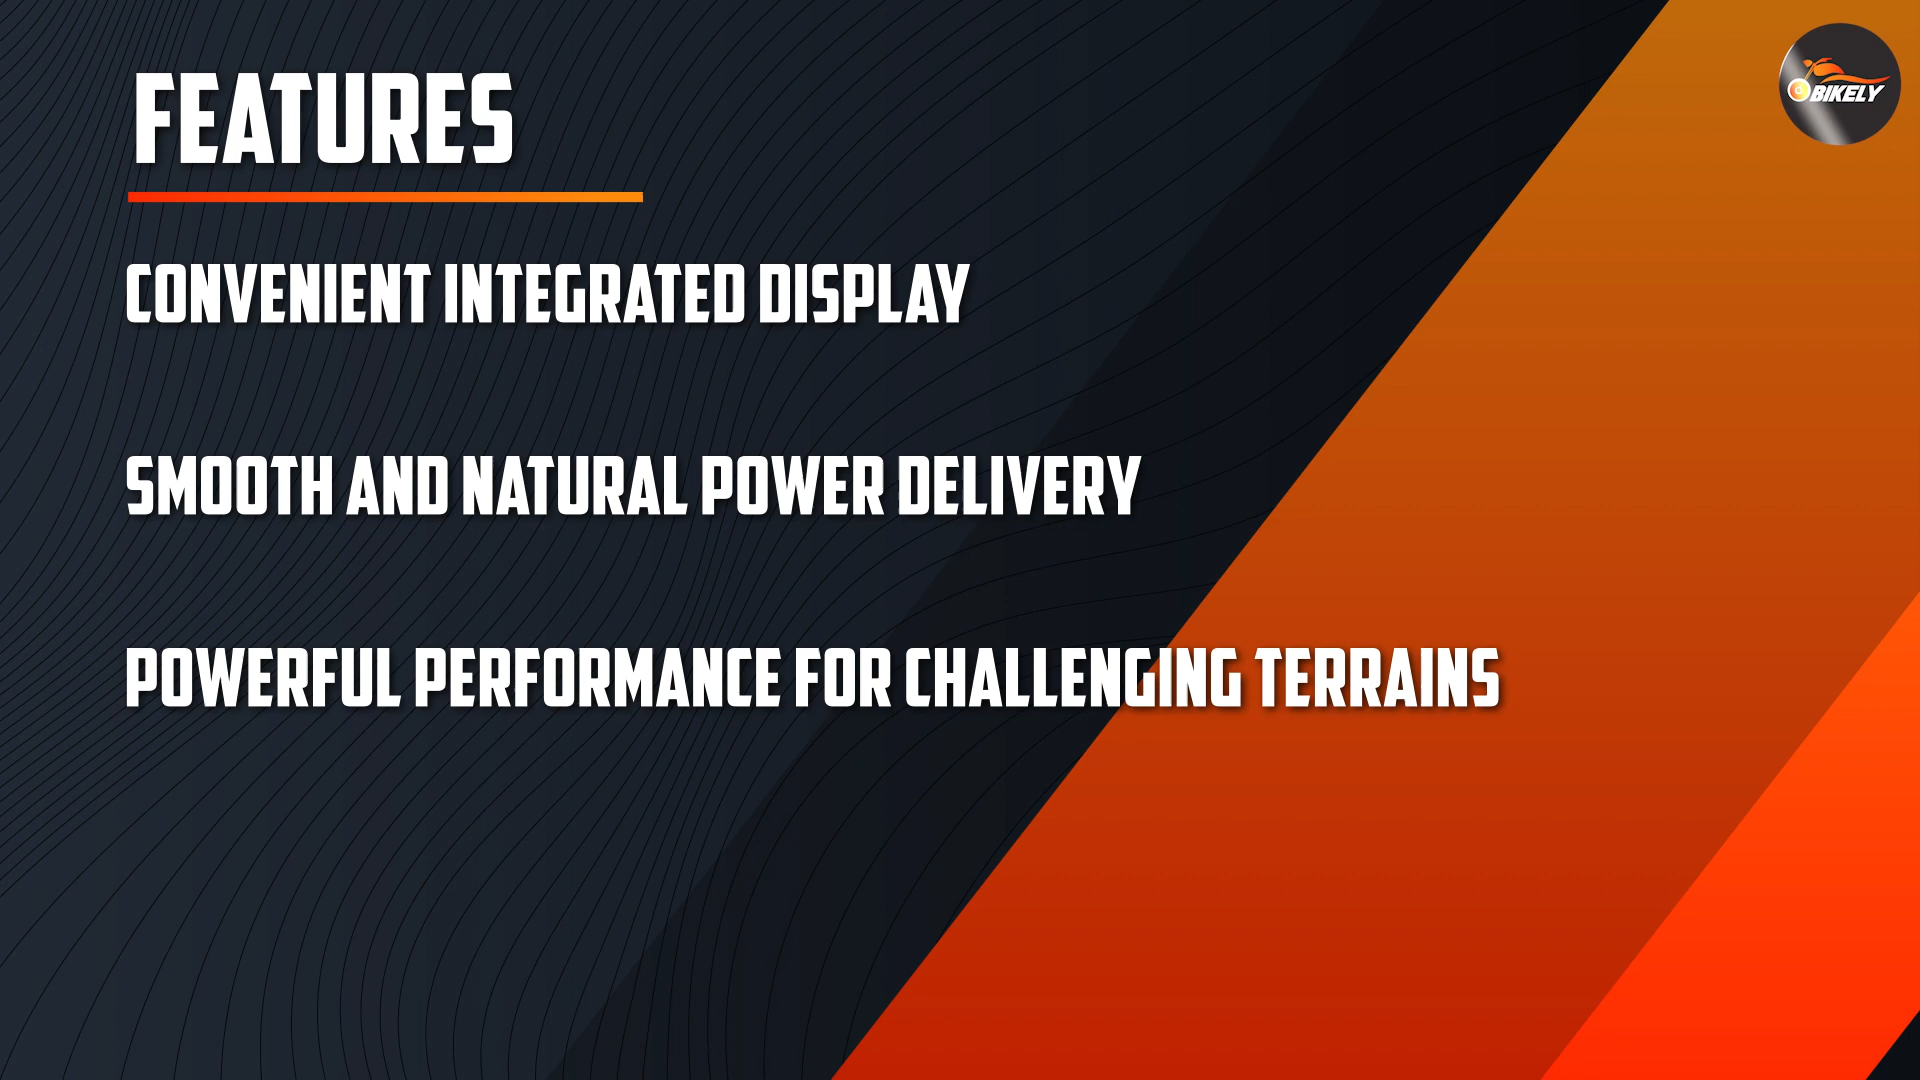 FEATURES
BIKELY
CONVENIENT INTEGRATED DISPLAY
SMOOTH AND NATURAL POWER DELIVERY
POWERFUL PERFORMANCE FOR CHALLENGING TERRAINS